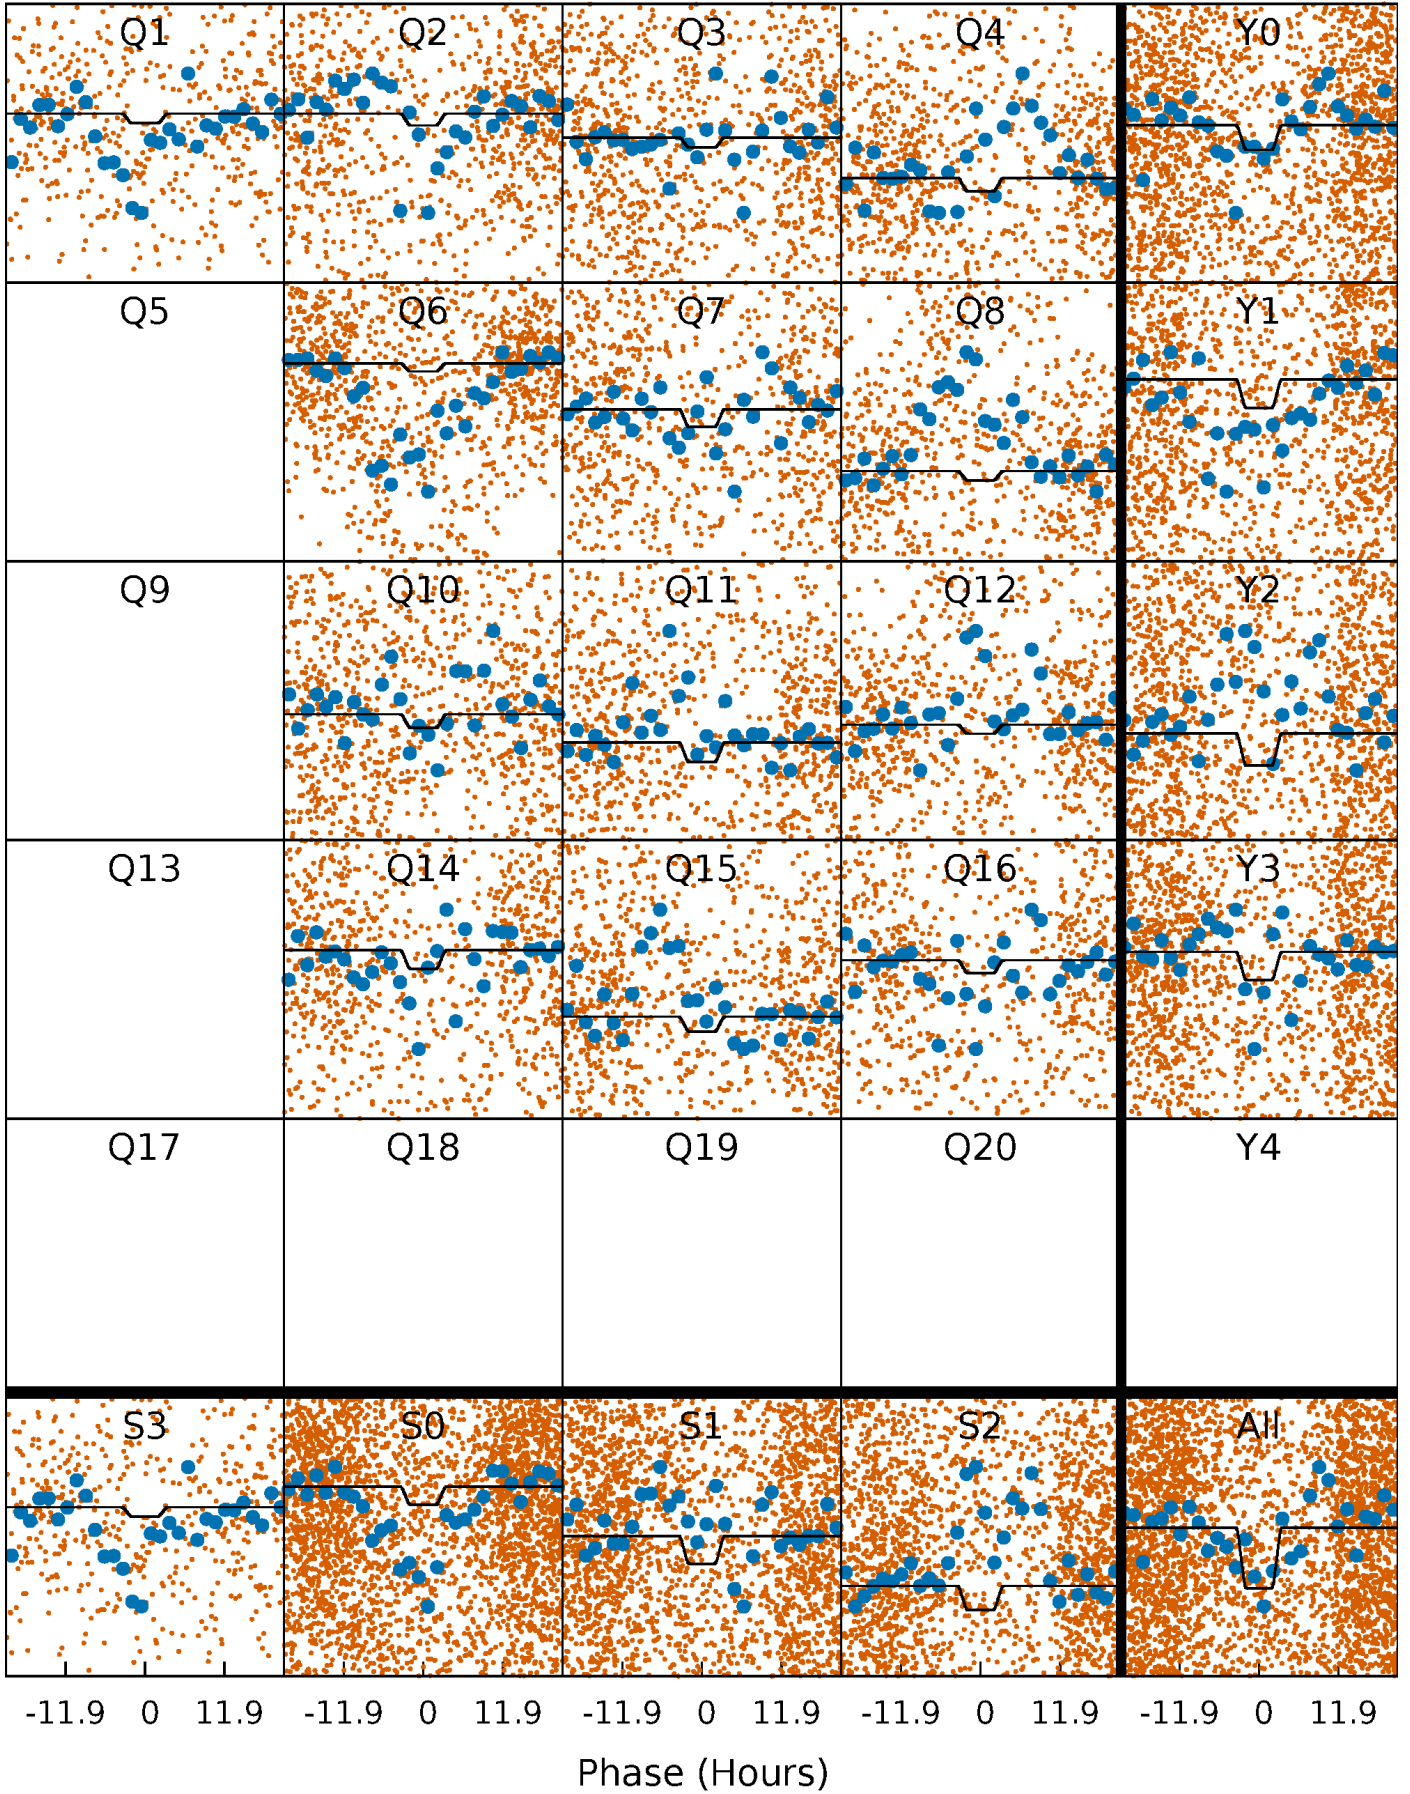 Q1 Q2 Q3 Q4 Y0
Q5 Q6 Q7 Q8 Y1
Q9 Q10 Q11 Q12 Y2
Q13 Q14 Q15 Q16 Y3
Q17 Q18 Q19 Q20 Y4
S3 S0 S1 S2 All
-11.9 0 11.9 -11.9 0 11.9 -11.9 0 11.9 -11.9 0 11.9 -11.9 0 11.9
Phase (Hours)